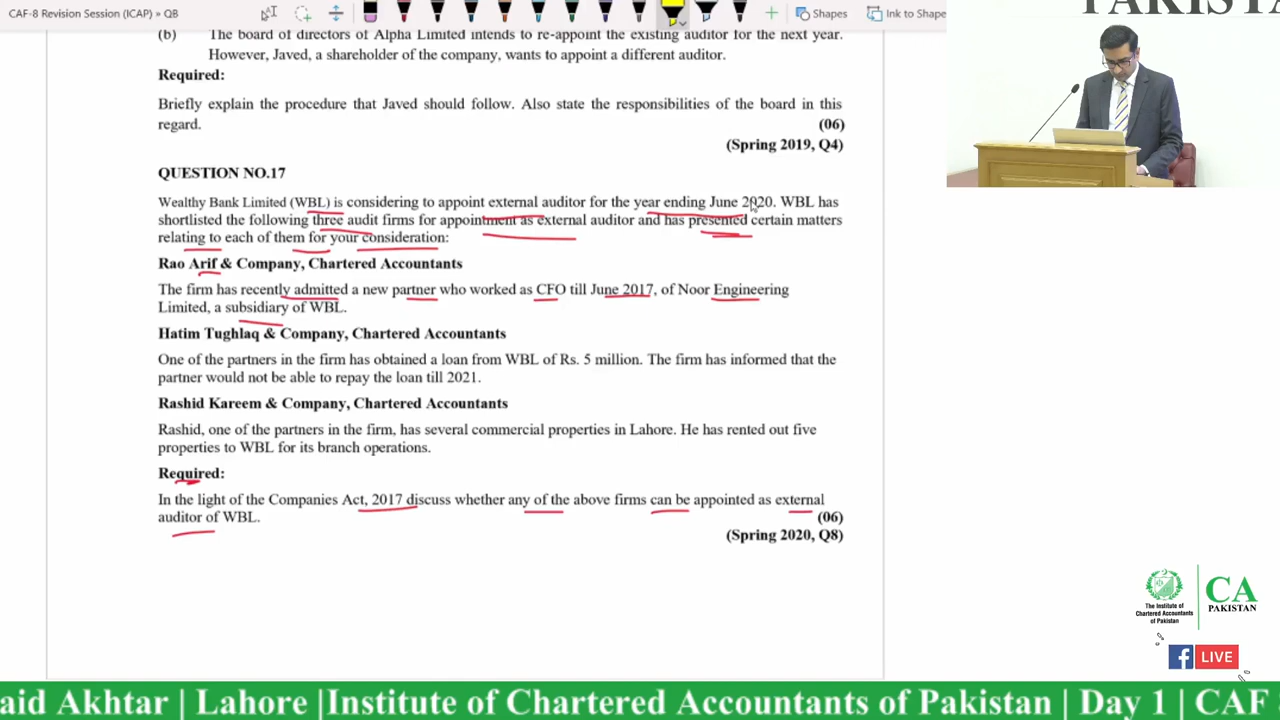 CAF-8 Revision Session (ICAP) » QB
Shapes
Ink to Shape
PAKISTAN
(b) The board of directors of Alpha Limited intends to re-appoint the existing auditor for the next year.
However, Javed, a shareholder of the company, wants to appoint a different auditor.
Required:
Briefly explain the procedure that Javed should follow. Also state the responsibilities of the board in this
regard. (06)
(Spring 2019, Q4)
QUESTION NO.17
Wealthy Bank Limited (WBL) is considering to appoint external auditor for the year ending June 2020. WBL has
shortlisted the following three audit firms for appointment as external auditor and has presented certain matters
relating to each of them for your consideration:
Rao Arif & Company, Chartered Accountants
The firm has recently admitted a new partner who worked as CFO till June 2017, of Noor Engineering
Limited, a subsidiary of WBL.
Hatim Tughlaq & Company, Chartered Accountants
One of the partners in the firm has obtained a loan from WBL of Rs. 5 million. The firm has informed that the
partner would not be able to repay the loan till 2021.
Rashid Kareem & Company, Chartered Accountants
Rashid, one of the partners in the firm, has several commercial properties in Lahore. He has rented out five
properties to WBL for its branch operations.
Required:
In the light of the Companies Act, 2017 discuss whether any of the above firms can be appointed as external
auditor of WBL. (06)
(Spring 2020, Q8)
The Institute of
Chartered Accountants
of Pakistan
CA
PAKISTAN
LIVE
aid Akhtar | Lahore |Institute of Chartered Accountants of Pakistan | Day 1 | CAF